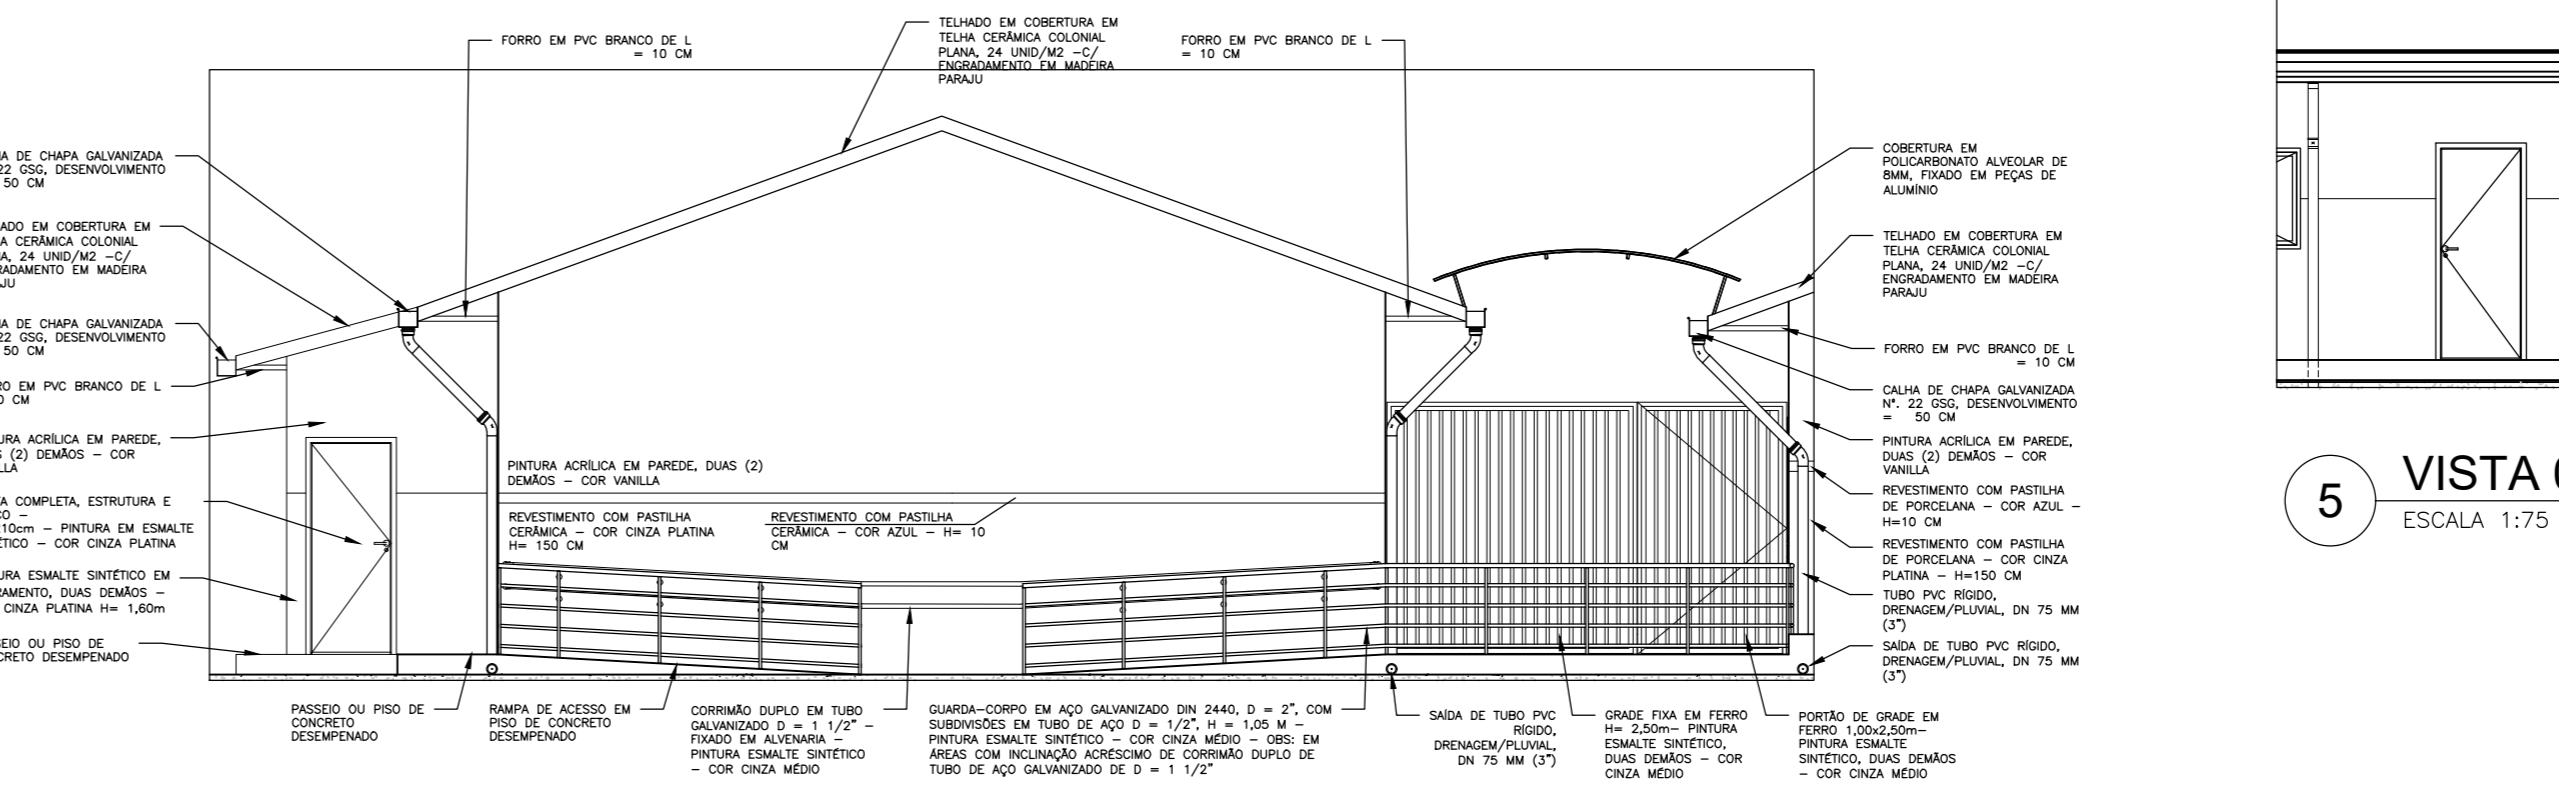 FORRO EM PVC BRANCO DE L
= 10 CM
TELHADO EM COBERTURA EM
TELHA CERÂMICA COLONIAL
PLANA, 24 UNID/M2 –C/
ENGRADAMENTO EM MADEIRA
PARAJU
FORRO EM PVC BRANCO DE L
= 10 CM
DE CHAPA GALVANIZADA
22 GSG, DESENVOLVIMENTO
50 CM
EM COBERTURA EM
CERÂMICA COLONIAL
24 UNID/M2 –C/
EM MADEIRA
DE CHAPA GALVANIZADA
22 GSG, DESENVOLVIMENTO
50 CM
EM PVC BRANCO DE L
CM
ACRÍLICA EM PAREDE,
(2) DEMÃOS – COR
COMPLETA, ESTRUTURA E
– PINTURA EM ESMALTE
– COR CINZA PLATINA
ESMALTE SINTÉTICO EM
DUAS DEMÃOS –
CINZA PLATINA H= 1,60m
OU PISO DE
DESEMPENADO
PINTURA ACRÍLICA EM PAREDE, DUAS (2)
DEMÃOS – COR VANILLA
REVESTIMENTO COM PASTILHA
CERÂMICA – COR CINZA PLATINA
H= 150 CM
REVESTIMENTO COM PASTILHA
CERÂMICA – COR AZUL – H= 10
CM
COBERTURA EM
POLICARBONATO ALVEOLAR DE
8MM, FIXADO EM PEÇAS DE
ALUMÍNIO
TELHADO EM COBERTURA EM
TELHA CERÂMICA COLONIAL
PLANA, 24 UNID/M2 –C/
ENGRADAMENTO EM MADEIRA
PARAJU
FORRO EM PVC BRANCO DE L
= 10 CM
CALHA DE CHAPA GALVANIZADA
Nº. 22 GSG, DESENVOLVIMENTO
= 50 CM
PINTURA ACRÍLICA EM PAREDE,
DUAS (2) DEMÃOS – COR
VANILLA
REVESTIMENTO COM PASTILHA
DE PORCELANA – COR AZUL –
H=10 CM
REVESTIMENTO COM PASTILHA
DE PORCELANA – COR CINZA
PLATINA – H=150 CM
TUBO PVC RÍGIDO,
DRENAGEM/PLUVIAL, DN 75 MM
(3")
SAÍDA DE TUBO PVC RÍGIDO,
DRENAGEM/PLUVIAL, DN 75 MM
(3")
PASSEIO OU PISO DE
CONCRETO
DESEMPENADO
RAMPA DE ACESSO EM
PISO DE CONCRETO
DESEMPENADO
CORRIMÃO DUPLO EM TUBO
GALVANIZADO D = 1 1/2" –
FIXADO EM ALVENARIA –
PINTURA ESMALTE SINTÉTICO
– COR CINZA MÉDIO
GUARDA–CORPO EM AÇO GALVANIZADO DIN 2440, D = 2", COM
SUBDIVISÕES EM TUBO DE AÇO D = 1/2", H = 1,05 M –
PINTURA ESMALTE SINTÉTICO – COR CINZA MÉDIO – OBS: EM
ÁREAS COM INCLINAÇÃO ACRÉSCIMO DE CORRIMÃO DUPLO DE
TUBO DE AÇO GALVANIZADO DE D = 1 1/2"
SAÍDA DE TUBO PVC
RÍGIDO,
DRENAGEM/PLUVIAL,
DN 75 MM (3")
GRADE FIXA EM FERRO
H= 2,50m– PINTURA
ESMALTE SINTÉTICO,
DUAS DEMÃOS – COR
CINZA MÉDIO
PORTÃO DE GRADE EM
FERRO 1,00x2,50m–
PINTURA ESMALTE
SINTÉTICO, DUAS DEMÃOS
– COR CINZA MÉDIO
5
VISTA
ESCALA 1:75